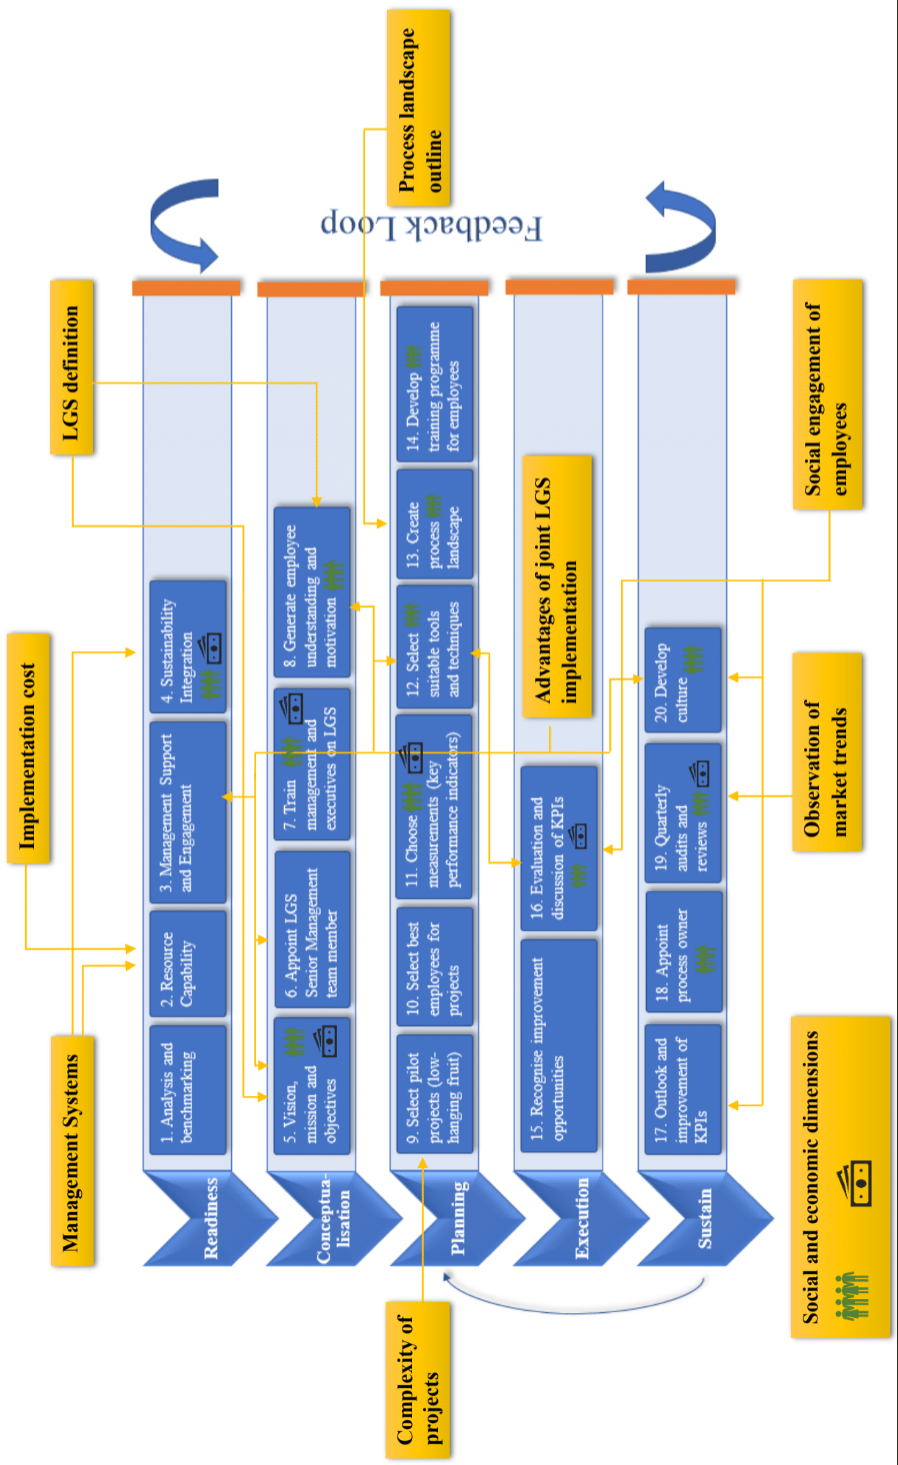 Implementation cost
Management Systems
LGS definition
Readiness
1. Analysis and
benchmarking
2. Resource
Capability
3. Management Support
and Engagement
4. Sustainability
Integration
Conceptua-
lisation
5. Vision,
mission and
objectives
6. Appoint LGS
Senior Management
team member
7. Train
management and
executives on LGS
8. Generate employee
understanding and
motivation
Feedback Loop
Complexity of
projects
Planning
9. Select pilot
projects (low-
hanging fruit)
10. Select best
employees for
projects
11. Choose
measurements (key
performance indicators)
12. Select
suitable tools
and techniques
13. Create
process
landscape
14. Develop
training programme
for employees
Process landscape
outline
Execution
15. Recognise improvement
opportunities
16. Evaluation and
discussion of KPIs
Advantages of joint LGS
implementation
Sustain
17. Outlook and
improvement of
KPIs
18. Appoint
process owner
19. Quarterly
audits and
reviews
20. Develop
culture
Social and economic dimensions
Observation of
market trends
Social engagement of
employees